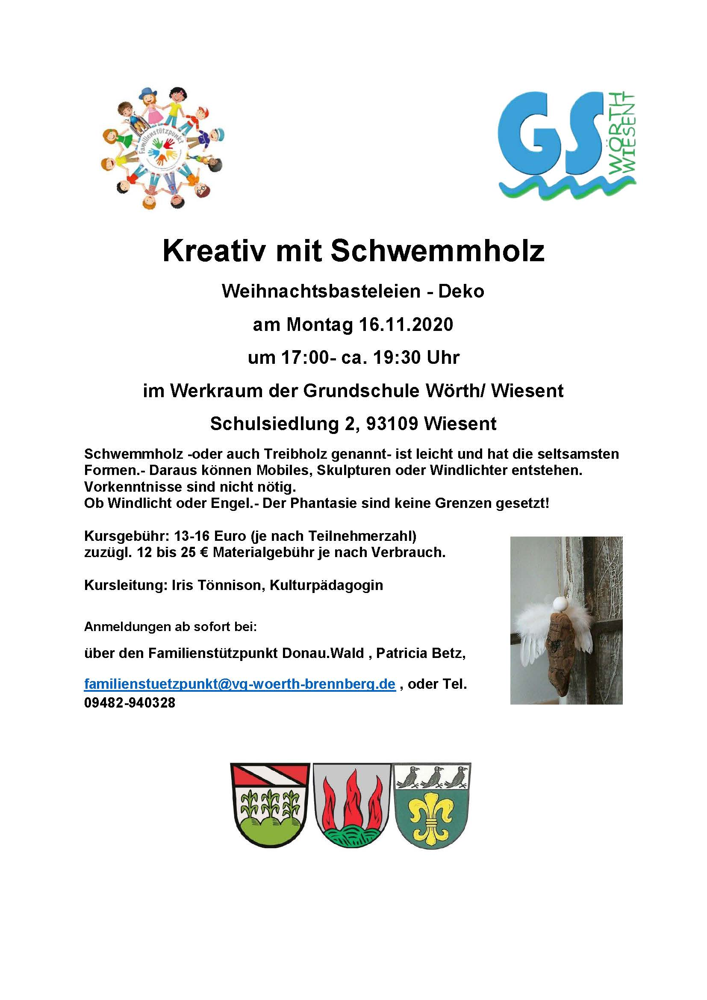 Familienstützpunkt
GS
WÖRTH
WIESENT
Kreativ mit Schwemmholz
Weihnachtsbasteleien - Deko
am Montag 16.11.2020
um 17:00- ca. 19:30 Uhr
im Werkraum der Grundschule Wörth/ Wiesent
Schulsiedlung 2, 93109 Wiesent
Schwemmholz -oder auch Treibholz genannt- ist leicht und hat die seltsamsten
Formen.- Daraus können Mobiles, Skulpturen oder Windlichter entstehen.
Vorkenntnisse sind nicht nötig.
Ob Windlicht oder Engel.- Der Phantasie sind keine Grenzen gesetzt!
Kursgebühr: 13-16 Euro (je nach Teilnehmerzahl)
zuzügl. 12 bis 25 € Materialgebühr je nach Verbrauch.
Kursleitung: Iris Tönnison, Kulturpädagogin
Anmeldungen ab sofort bei:
über den Familienstützpunkt Donau.Wald , Patricia Betz,
familienstuetzpunkt@vg-woerth-brennberg.de , oder Tel.
09482-940328